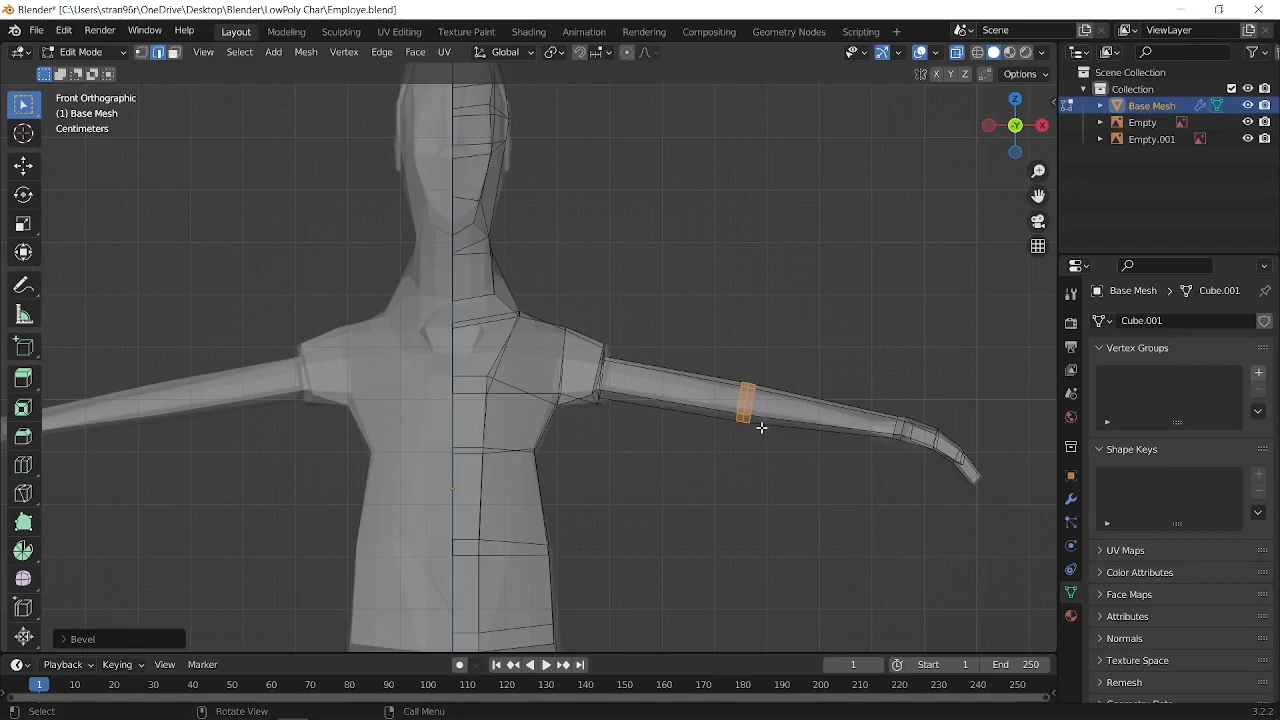 Blender* [C:\Users\stran96r\OneDrive\Desktop\Blender\LowPoly Char\Employe.blend]
File Edit Render Window Help Layout Modeling Sculpting UV Editing Texture Paint Shading Animation Rendering Compositing Geometry Nodes Scripting + Scene ViewLayer
Edit Mode View Select Add Mesh Vertex Edge Face UV Global
X Y Z Options
Front Orthographic
(1) Base Mesh
Centimeters
Z
-Y X
Scene Collection
Collection
Base Mesh
Empty
Empty.001
Base Mesh > Cube.001
Cube.001
Vertex Groups
Shape Keys
UV Maps
Color Attributes
Face Maps
Attributes
Normals
Texture Space
Remesh
> Bevel
Playback Keying View Marker 1 Start 1 End 250
1 10 20 30 40 50 60 70 80 90 100 110 120 130 140 150 160 170 180 190 200 210 220 230 240 250
Select Rotate View Call Menu 3.2.2